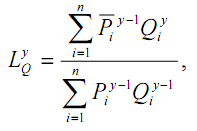 L_Q^y = \frac{\sum_{i=1}^{n} \overline{P}_i^{y-1} Q_i^y}{\sum_{i=1}^{n} P_i^{y-1} Q_i^{y-1}},